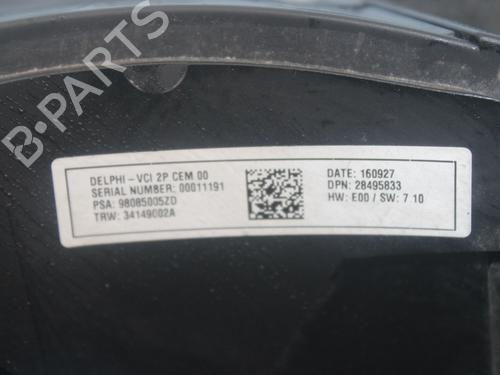 B-PARTS
DELPHI - VCI 2P CEM 00
SERIAL NUMBER: 00011191
PSA: 98085005ZD
TRW: 34149002A
DATE: 160927
DPN: 28495833
HW: E00 / SW: 7 10